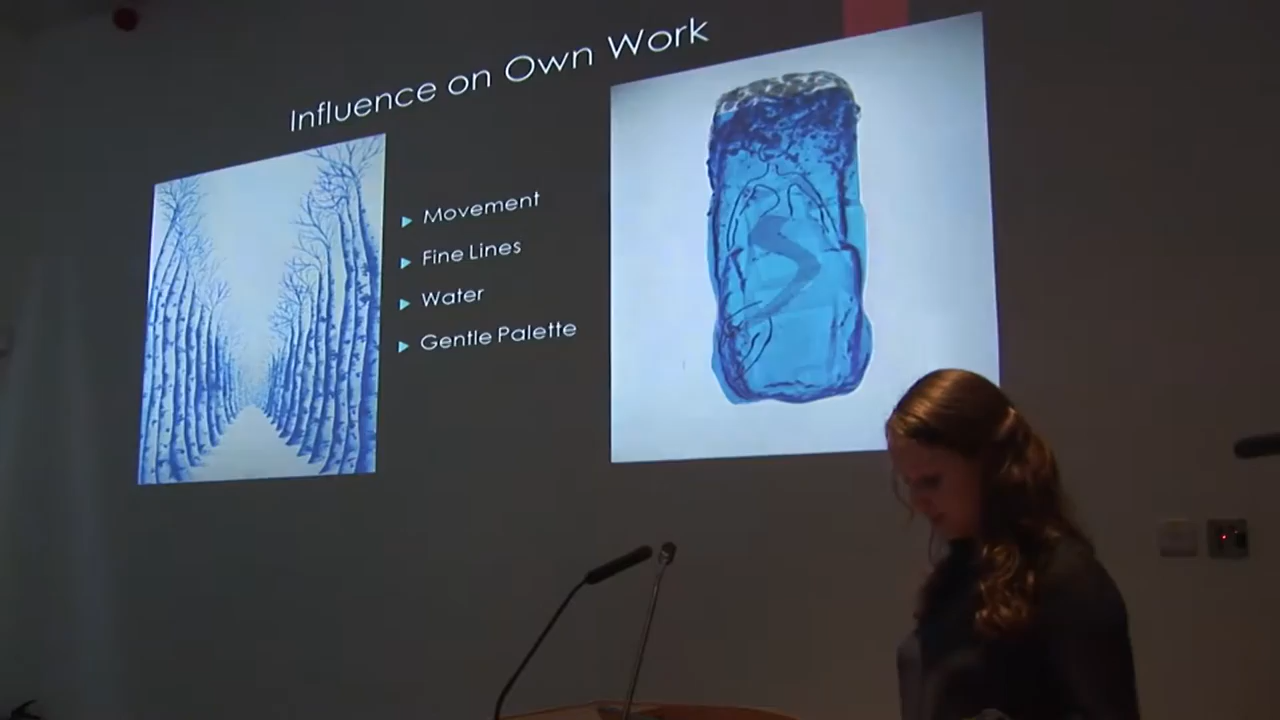 Influence on Own Work
Movement
Fine Lines
Water
Gentle Palette